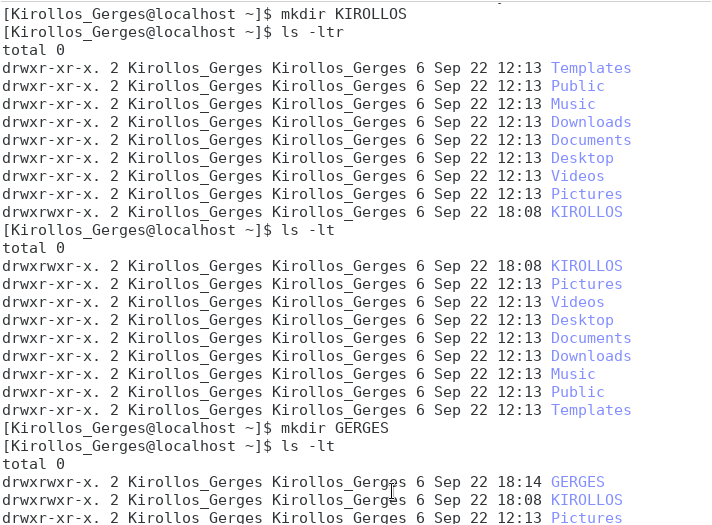 [Kirollos_Gerges@localhost ~]$ mkdir KIROLLOS
[Kirollos_Gerges@localhost ~]$ ls -ltr
total 0
drwxr-xr-x. 2 Kirollos_Gerges Kirollos_Gerges 6 Sep 22 12:13 Templates
drwxr-xr-x. 2 Kirollos_Gerges Kirollos_Gerges 6 Sep 22 12:13 Public
drwxr-xr-x. 2 Kirollos_Gerges Kirollos_Gerges 6 Sep 22 12:13 Music
drwxr-xr-x. 2 Kirollos_Gerges Kirollos_Gerges 6 Sep 22 12:13 Downloads
drwxr-xr-x. 2 Kirollos_Gerges Kirollos_Gerges 6 Sep 22 12:13 Documents
drwxr-xr-x. 2 Kirollos_Gerges Kirollos_Gerges 6 Sep 22 12:13 Desktop
drwxr-xr-x. 2 Kirollos_Gerges Kirollos_Gerges 6 Sep 22 12:13 Videos
drwxr-xr-x. 2 Kirollos_Gerges Kirollos_Gerges 6 Sep 22 12:13 Pictures
drwxrwxr-x. 2 Kirollos_Gerges Kirollos_Gerges 6 Sep 22 18:08 KIROLLOS
[Kirollos_Gerges@localhost ~]$ ls -lt
total 0
drwxrwxr-x. 2 Kirollos_Gerges Kirollos_Gerges 6 Sep 22 18:08 KIROLLOS
drwxr-xr-x. 2 Kirollos_Gerges Kirollos_Gerges 6 Sep 22 12:13 Pictures
drwxr-xr-x. 2 Kirollos_Gerges Kirollos_Gerges 6 Sep 22 12:13 Videos
drwxr-xr-x. 2 Kirollos_Gerges Kirollos_Gerges 6 Sep 22 12:13 Desktop
drwxr-xr-x. 2 Kirollos_Gerges Kirollos_Gerges 6 Sep 22 12:13 Documents
drwxr-xr-x. 2 Kirollos_Gerges Kirollos_Gerges 6 Sep 22 12:13 Downloads
drwxr-xr-x. 2 Kirollos_Gerges Kirollos_Gerges 6 Sep 22 12:13 Music
drwxr-xr-x. 2 Kirollos_Gerges Kirollos_Gerges 6 Sep 22 12:13 Public
drwxr-xr-x. 2 Kirollos_Gerges Kirollos_Gerges 6 Sep 22 12:13 Templates
[Kirollos_Gerges@localhost ~]$ mkdir GERGES
[Kirollos_Gerges@localhost ~]$ ls -lt
total 0
drwxrwxr-x. 2 Kirollos_Gerges Kirollos_Gerges 6 Sep 22 18:14 GERGES
drwxrwxr-x. 2 Kirollos_Gerges Kirollos_Gerges 6 Sep 22 18:08 KIROLLOS
drwxr-xr-x. 2 Kirollos_Gerges Kirollos_Gerges 6 Sep 22 12:13 Pictures